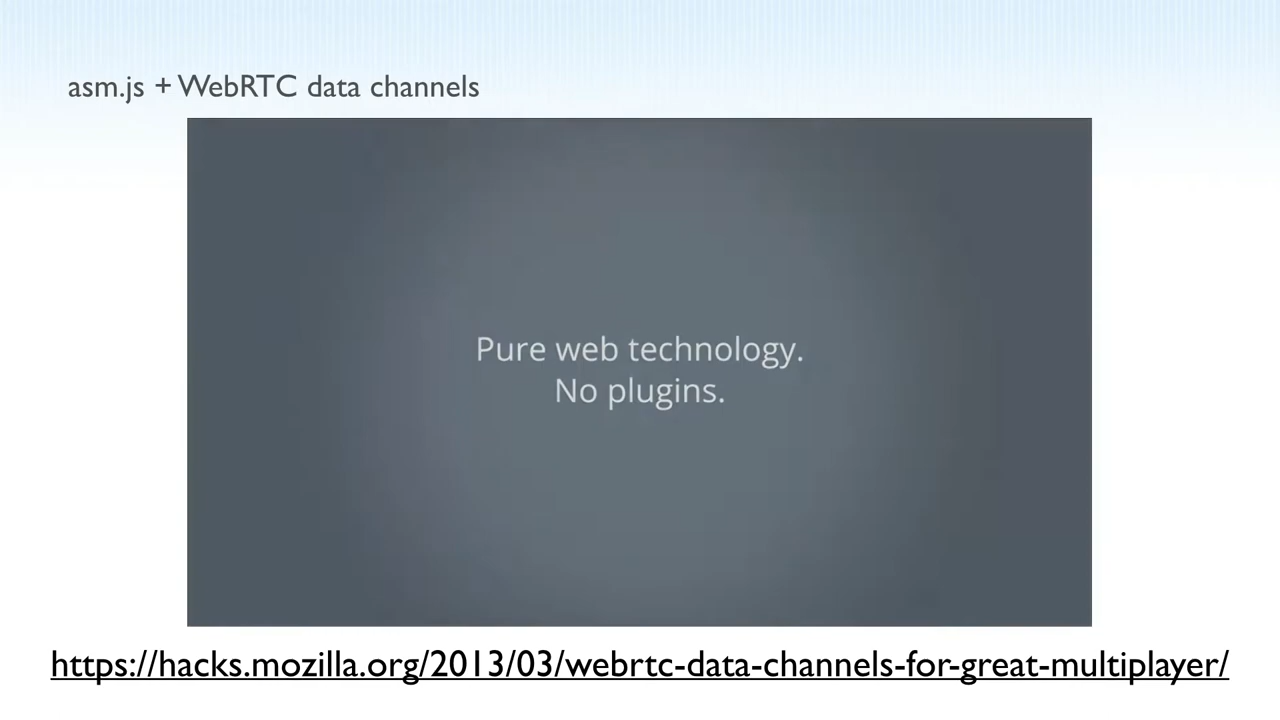 asm.js + WebRTC data channels
Pure web technology.
No plugins.
https://hacks.mozilla.org/2013/03/webrtc-data-channels-for-great-multiplayer/